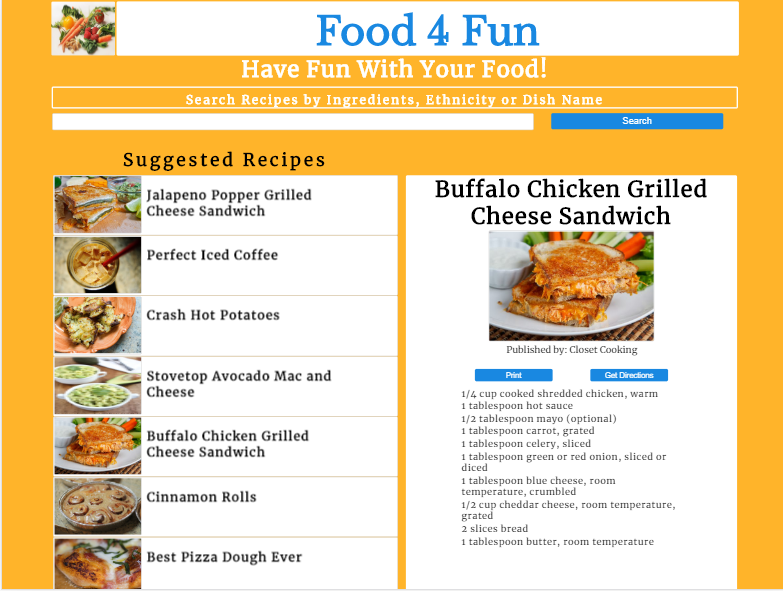 Food 4 Fun
Have Fun With Your Food!
Search Recipes by Ingredients, Ethnicity or Dish Name
Search
Suggested Recipes
Jalapeno Popper Grilled
Cheese Sandwich
Perfect Iced Coffee
Crash Hot Potatoes
Stovetop Avocado Mac and
Cheese
Buffalo Chicken Grilled
Cheese Sandwich
Cinnamon Rolls
Best Pizza Dough Ever
Buffalo Chicken Grilled
Cheese Sandwich
Published by: Closet Cooking
Print
Get Directions
1/4 cup cooked shredded chicken, warm
1 tablespoon hot sauce
1/2 tablespoon mayo (optional)
1 tablespoon carrot, grated
1 tablespoon celery, sliced
1 tablespoon green or red onion, sliced or
diced
1 tablespoon blue cheese, room
temperature, crumbled
1/2 cup cheddar cheese, room temperature,
grated
2 slices bread
1 tablespoon butter, room temperature